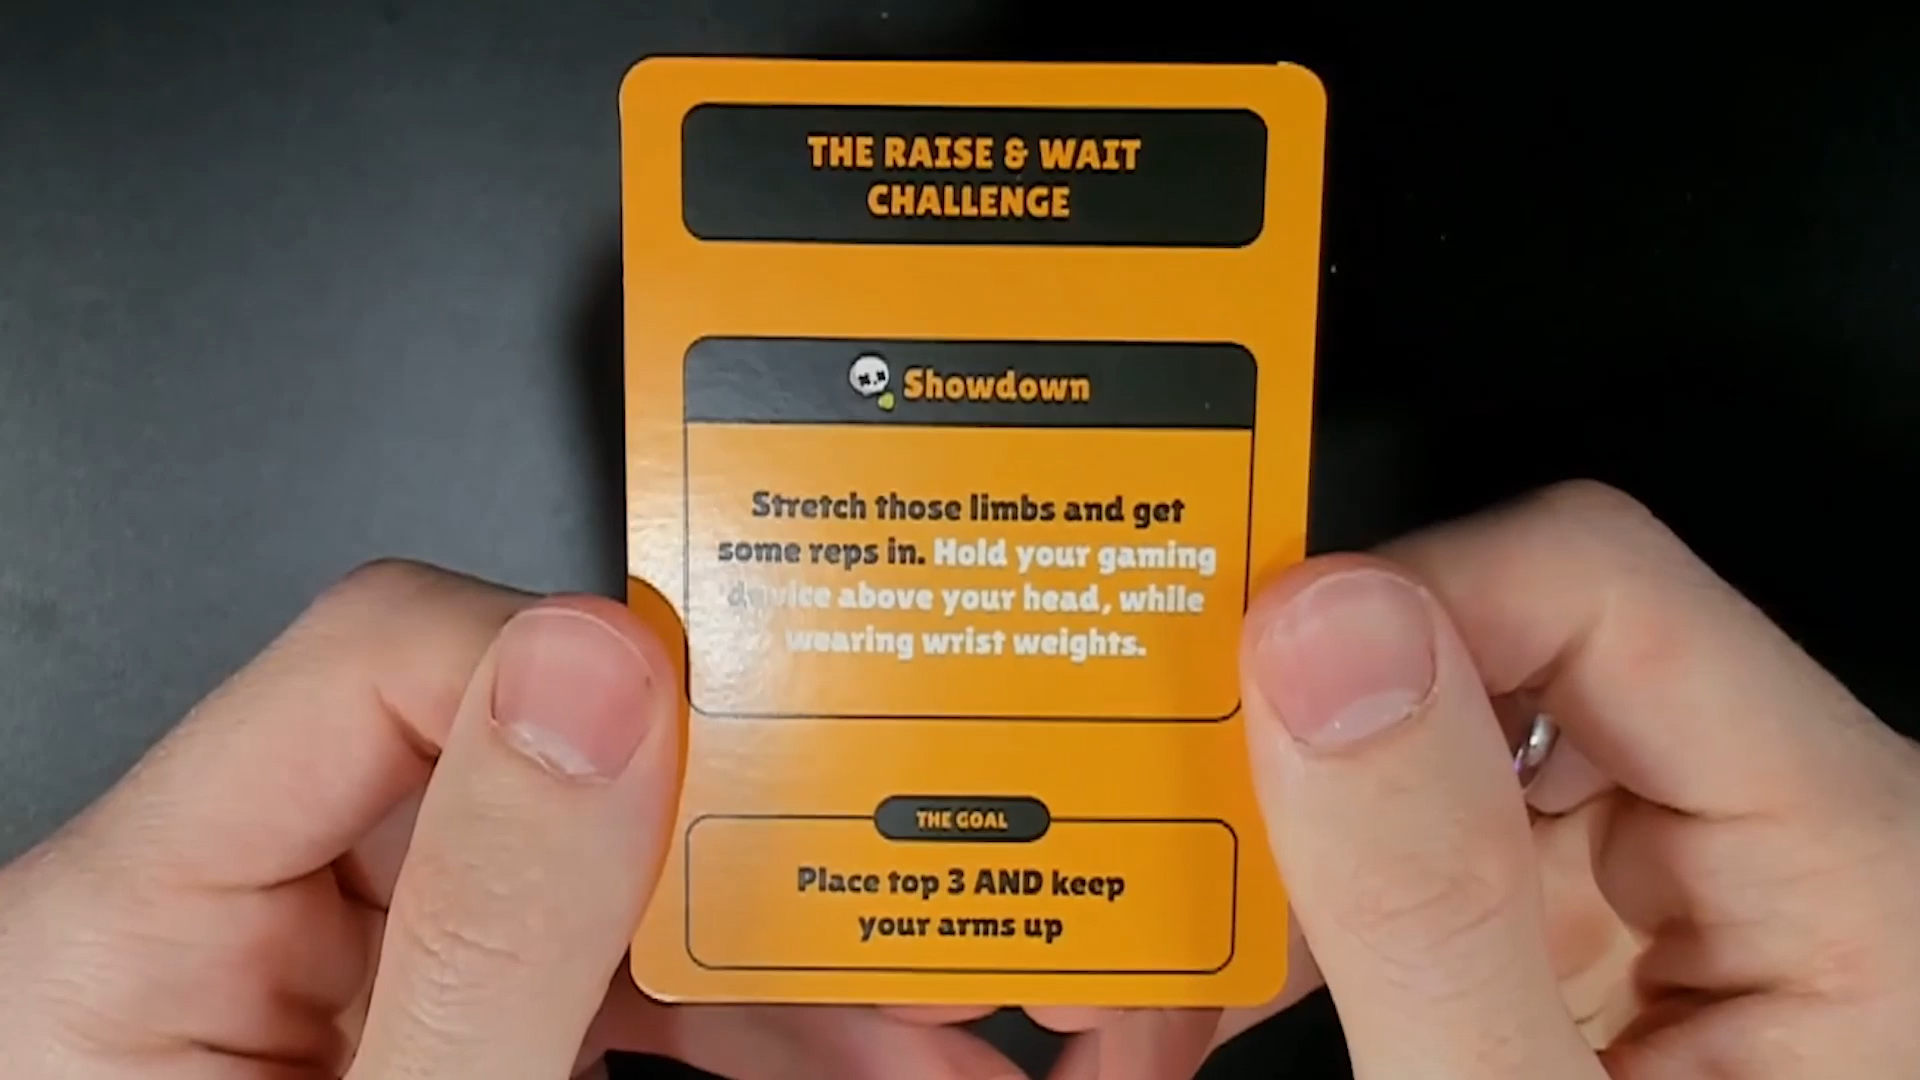 THE RAISE & WAIT
CHALLENGE
Showdown
Stretch those limbs and get
some reps in. Hold your gaming
device above your head, while
wearing wrist weights.
THE GOAL
Place top 3 AND keep
your arms up